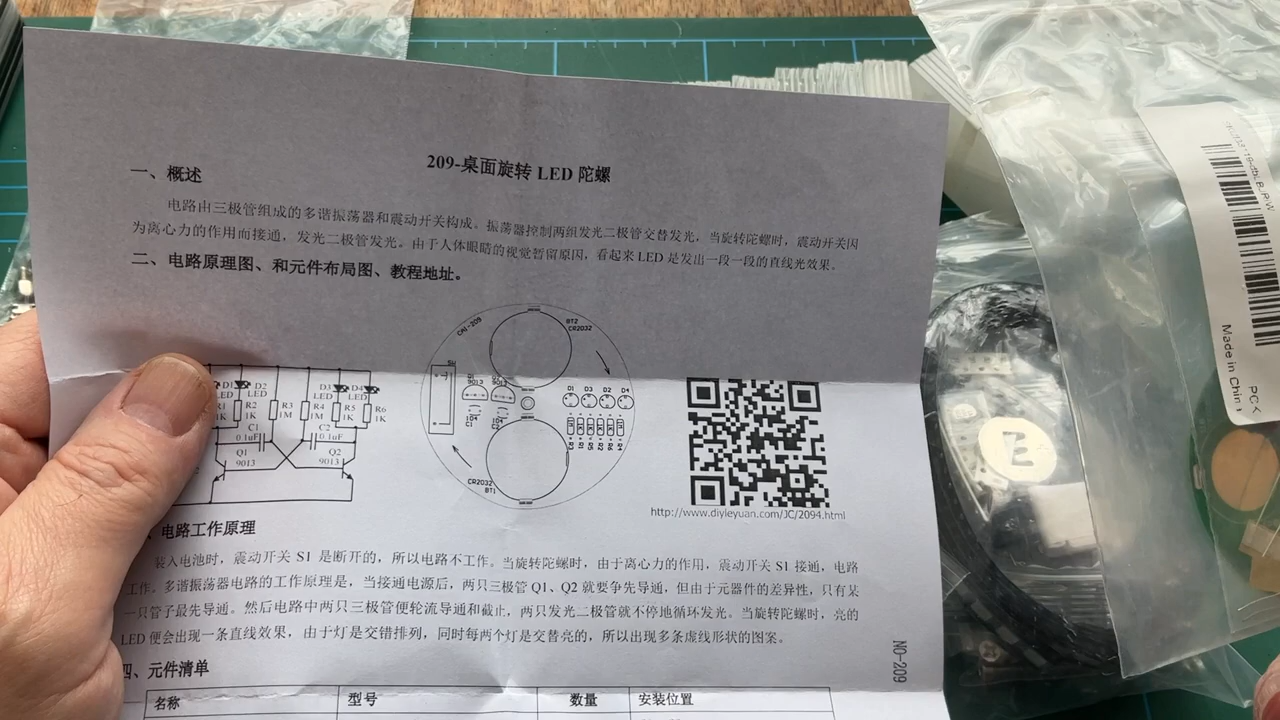 209-桌面旋转 LED 陀螺
一、概述
电路由三极管组成的多谐振荡器和震动开关构成。振荡器控制两组发光二极管交替发光，当旋转陀螺时，震动开关因
为离心力的作用而接通，发光二极管发光。由于人体眼睛的视觉暂留原因，看起来 LED 是发出一段一段的直线光效果。
二、电路原理图、和元件布局图、教程地址。
D1 D2 D3 D4
LED LED LED LED
R1 R2 R3 R4 R5 R6
1K 1K 1M 1K 1K
C1 C2
0.1uF 0.1uF
Q1 Q2
9013 9013
CHJ-209
BT2
CR2032
9013 9013
D1 D3 D2 D4
CR2032
BT1
http://www.diyleyuan.com/JC/2094.html
电路工作原理
装入电池时，震动开关 S1 是断开的，所以电路不工作。当旋转陀螺时，由于离心力的作用，震动开关 S1 接通，电路
工作。多谐振荡器电路的工作原理是，当接通电源后，两只三极管 Q1、Q2 就要争先导通，但由于元器件的差异性，只有某
一只管子最先导通。然后电路中两只三极管便轮流导通和截止，两只发光二极管就不停地循环发光。当旋转陀螺时，亮的
LED 便会出现一条直线效果，由于灯是交错排列，同时每两个灯是交替亮的，所以出现多条虚线形状的图案。
NO-209
四、元件清单
名称 型号 数量 安装位置
Made in China